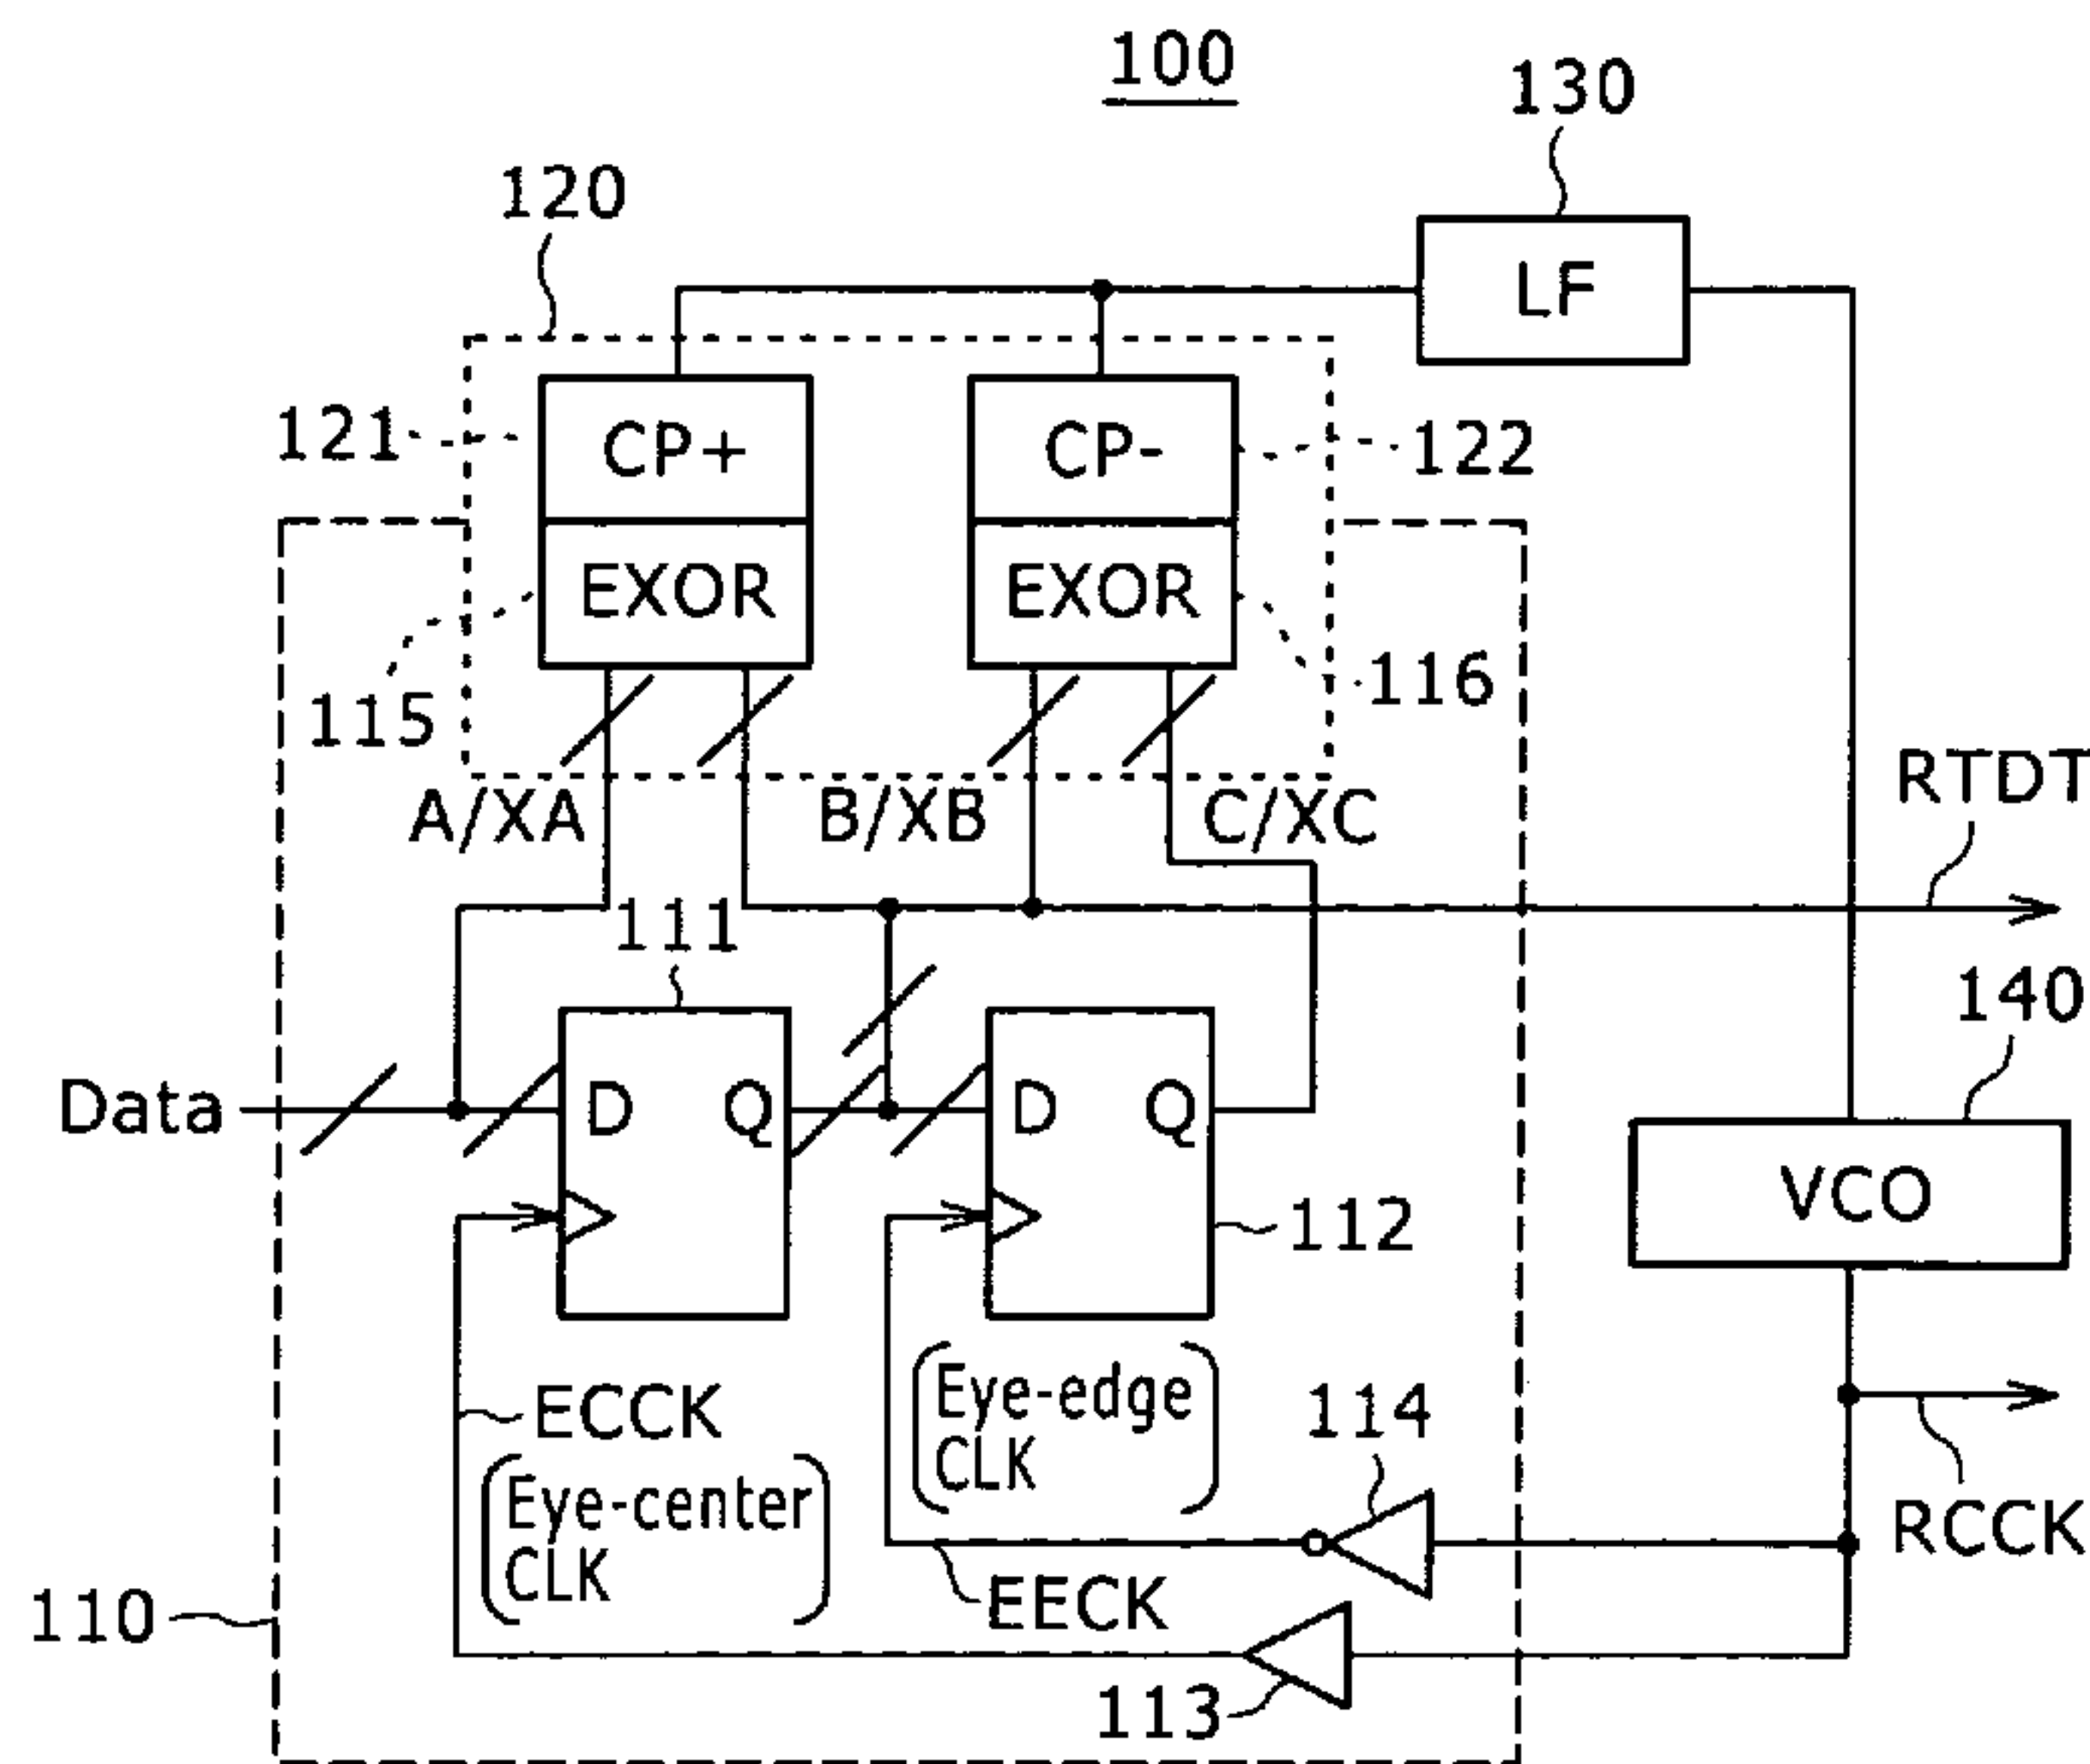 100
130
120
LF
121
CP+
CP-
122
EXOR
EXOR
115
116
A/XA
B/XB
C/XC
RTDT
111
140
Data
D
Q
D
Q
VCO
112
ECCK
Eye-edge
CLK
114
Eye-center
CLK
RCCK
110
EECK
113